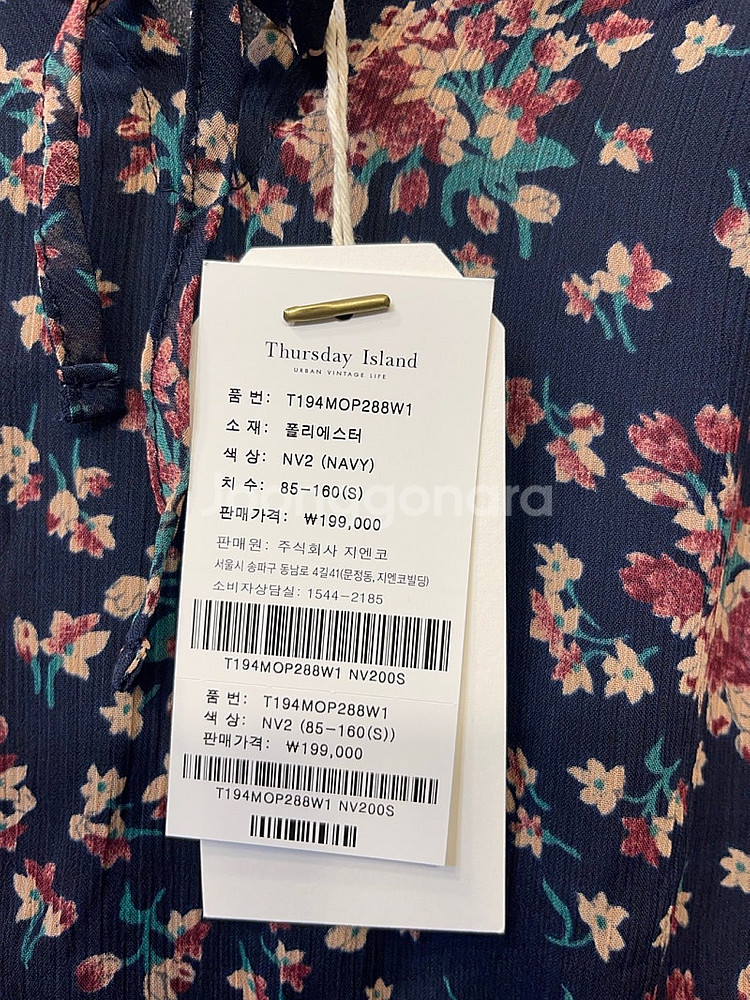 Thursday Island
URBAN VINTAGE LIFE
품 번: T194MOP288W1
소 재: 폴리에스터
색 상: NV2 (NAVY)
치 수: 85-160(S)
Joonggonara
판매가격: ₩199,000
판매원: 주식회사 지엔코
서울시 송파구 동남로 4길41(문정동, 지엔코빌딩)
소비자상담실: 1544-2185
T194MOP288W1 NV200S
품 번: T194MOP288W1
색 상: NV2 (85-160(S))
판매가격: ₩199,000
T194MOP288W1 NV200S